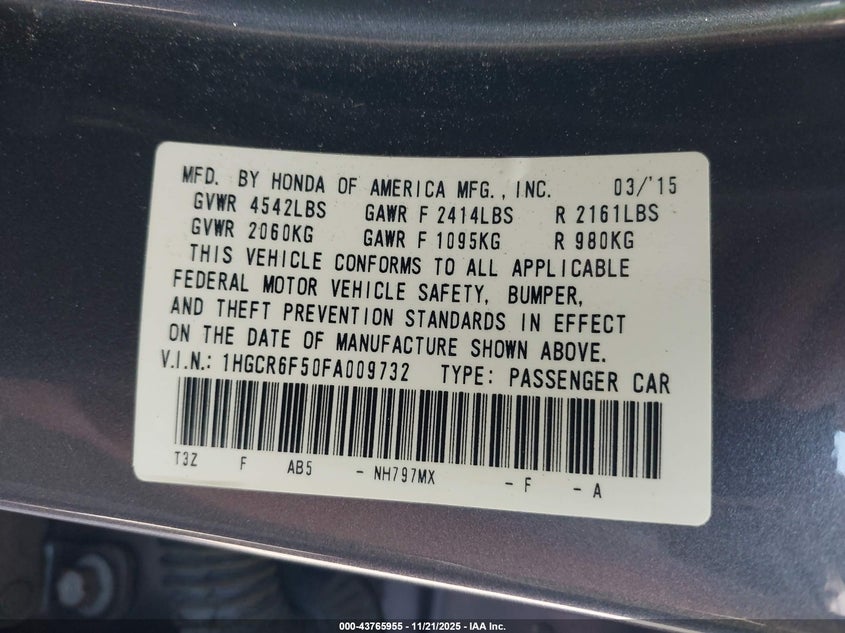 MFD. BY HONDA OF AMERICA MFG., INC. 03/'15
GVWR 4542LBS GAWR F 2414LBS R 2161LBS
GVWR 2060KG GAWR F 1095KG R 980KG
THIS VEHICLE CONFORMS TO ALL APPLICABLE
FEDERAL MOTOR VEHICLE SAFETY, BUMPER,
AND THEFT PREVENTION STANDARDS IN EFFECT
ON THE DATE OF MANUFACTURE SHOWN ABOVE.
V.I.N.: 1HGCR6F50FA009732 TYPE: PASSENGER CAR
T3Z F AB5 - NH797MX - F - A
000-43765955 - 11/21/2025 - IAA Inc.